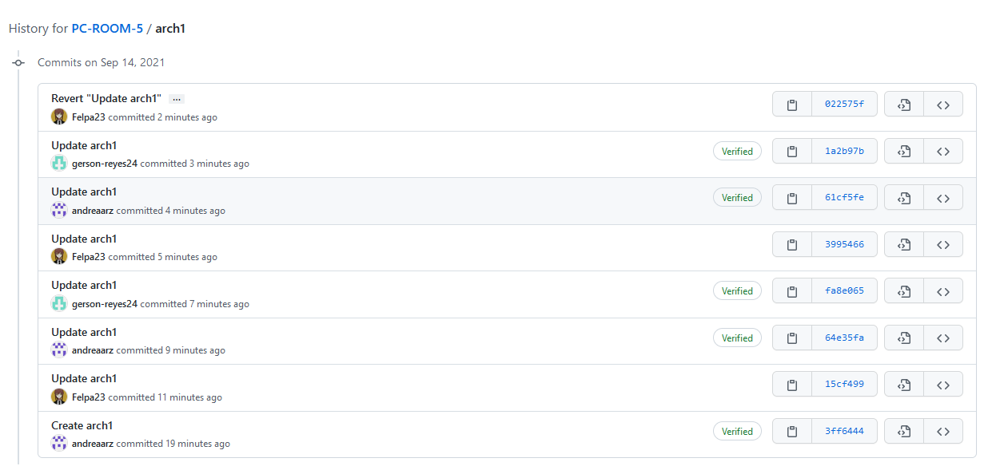 History for PC-ROOM-5 / arch1
Commits on Sep 14, 2021
Revert "Update arch1" ...
022575f
Felpa23 committed 2 minutes ago
Update arch1
Verified
1a2b97b
gerson-reyes24 committed 3 minutes ago
Update arch1
Verified
61cf5fe
andreaarz committed 4 minutes ago
Update arch1
3995466
Felpa23 committed 5 minutes ago
Update arch1
Verified
fa8e065
gerson-reyes24 committed 7 minutes ago
Update arch1
Verified
64e35fa
andreaarz committed 9 minutes ago
Update arch1
15cf499
Felpa23 committed 11 minutes ago
Create arch1
Verified
3ff6444
andreaarz committed 19 minutes ago